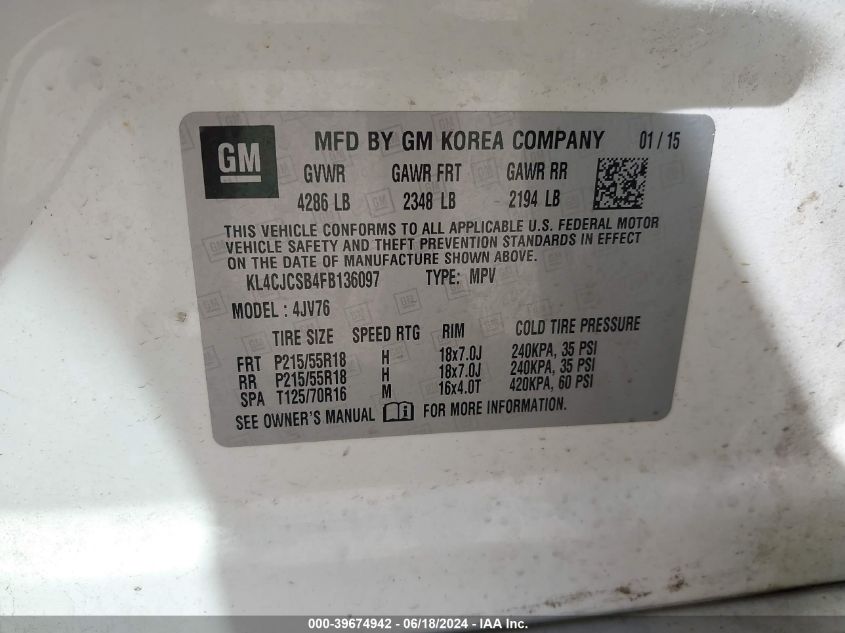 GM MFD BY GM KOREA COMPANY 01 / 15
GVWR GAWR FRT GAWR RR
4286 LB 2348 LB 2194 LB
THIS VEHICLE CONFORMS TO ALL APPLICABLE U.S. FEDERAL MOTOR
VEHICLE SAFETY AND THEFT PREVENTION STANDARDS IN EFFECT
ON THE DATE OF MANUFACTURE SHOWN ABOVE.
KL4CJCSB4FB136097 TYPE: MPV
MODEL : 4JV76
TIRE SIZE SPEED RTG RIM COLD TIRE PRESSURE
FRT P215/55R18 H 18x7.0J 240KPA, 35 PSI
RR P215/55R18 H 18x7.0J 240KPA, 35 PSI
SPA T125/70R16 M 16x4.0T 420KPA, 60 PSI
SEE OWNER'S MANUAL FOR MORE INFORMATION.
000-39674942 - 06/18/2024 - IAA Inc.